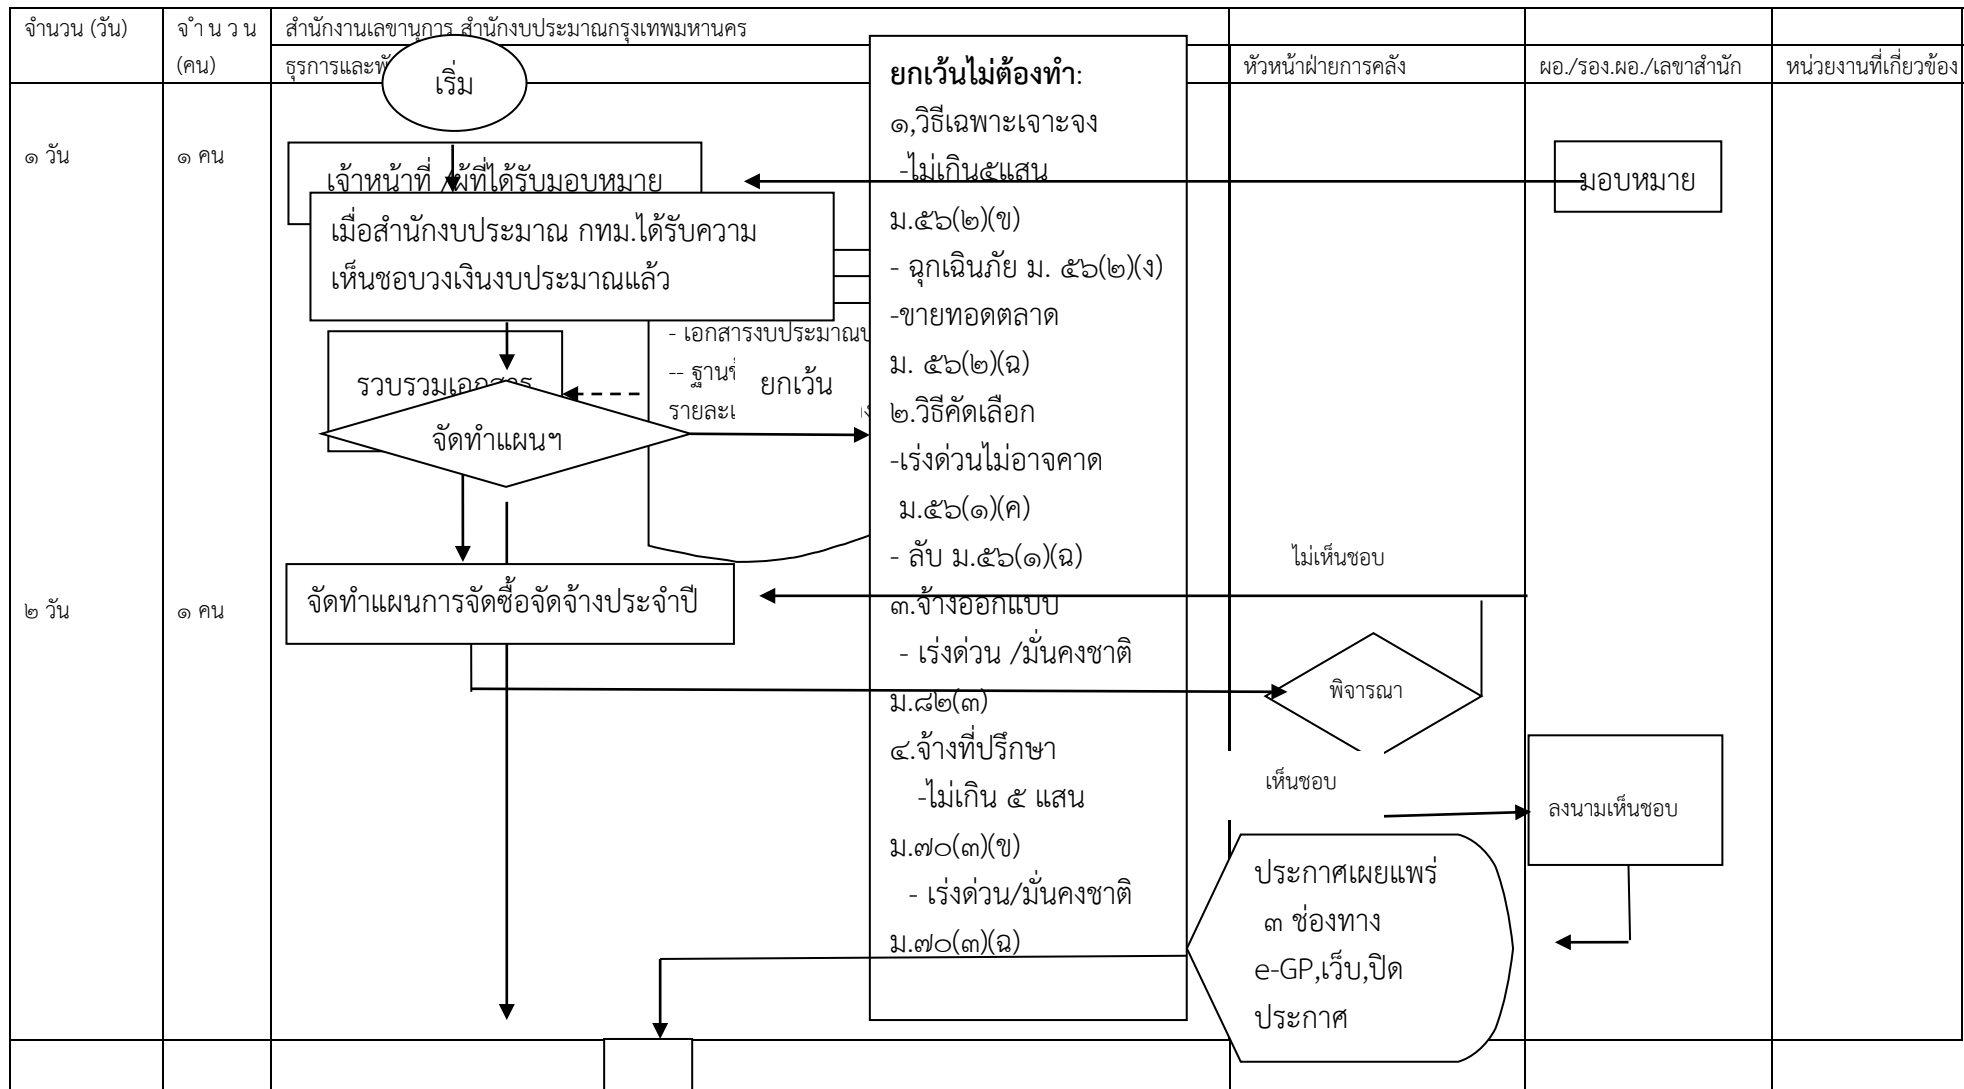 จำนวน (วัน)
จำนวน
(คน)
สำนักงานเลขานุการ สำนักงบประมาณกรุงเทพมหานคร
ธุรการและ
หัวหน้าฝ่ายการคลัง
ผอ./รอง.ผอ./เลขาสำนัก
หน่วยงานที่เกี่ยวข้อง
เริ่ม
๑ วัน
๑ คน
เจ้าหน้าที่ /ผู้ที่ได้รับมอบหมาย
มอบหมาย
เมื่อสำนักงบประมาณ กทม.ได้รับความ
เห็นชอบวงเงินงบประมาณแล้ว
- เอกสารงบประมาณ
-- ฐาน
ยกเว้น
รวบรวมเอกสาร
จัดทำแผนฯ
ยกเว้นไม่ต้องทำ:
๑,วิธีเฉพาะเจาะจง
-ไม่เกิน๕แสน
ม.๕๖(๒)(ข)
- ฉุกเฉินภัย ม. ๕๖(๒)(ง)
-ขายทอดตลาด
ม. ๕๖(๒)(ฉ)
๒.วิธีคัดเลือก
-เร่งด่วนไม่อาจคาด
ม.๕๖(๑)(ค)
- ลับ ม.๕๖(๑)(ฉ)
๓.จ้างออกแบบ
- เร่งด่วน /มั่นคงชาติ
ม.๘๒(๓)
๔.จ้างที่ปรึกษา
-ไม่เกิน ๕ แสน
ม.๗๐(๓)(ข)
- เร่งด่วน/มั่นคงชาติ
ม.๗๐(๓)(ฉ)
๒ วัน
๑ คน
จัดทำแผนการจัดซื้อจัดจ้างประจำปี
ไม่เห็นชอบ
พิจารณา
เห็นชอบ
ลงนามเห็นชอบ
ประกาศเผยแพร่
๓ ช่องทาง
e-GP,เว็บ,ปิด
ประกาศ